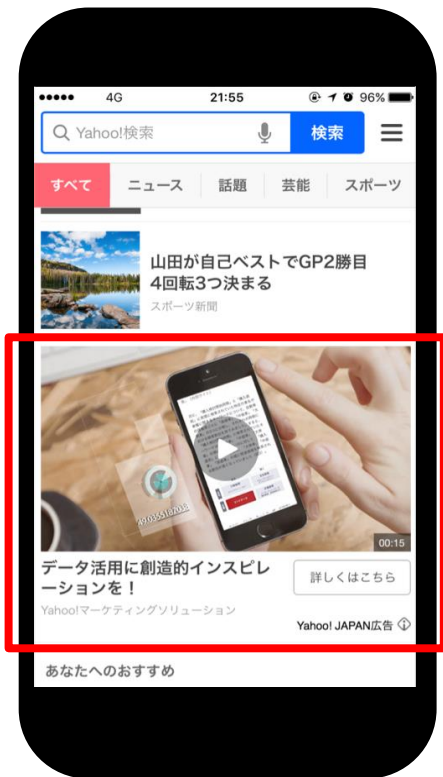 4G 21:55 96%
Yahoo!検索 検索
すべて ニュース 話題 芸能 スポーツ
山田が自己ベストでGP2勝目
4回転3つ決まる
スポーツ新聞
00:15
データ活用に創造的インスピレ
ーションを!
詳しくはこちら
Yahoo!マーケティングソリューション
Yahoo! JAPAN広告
あなたへのおすすめ